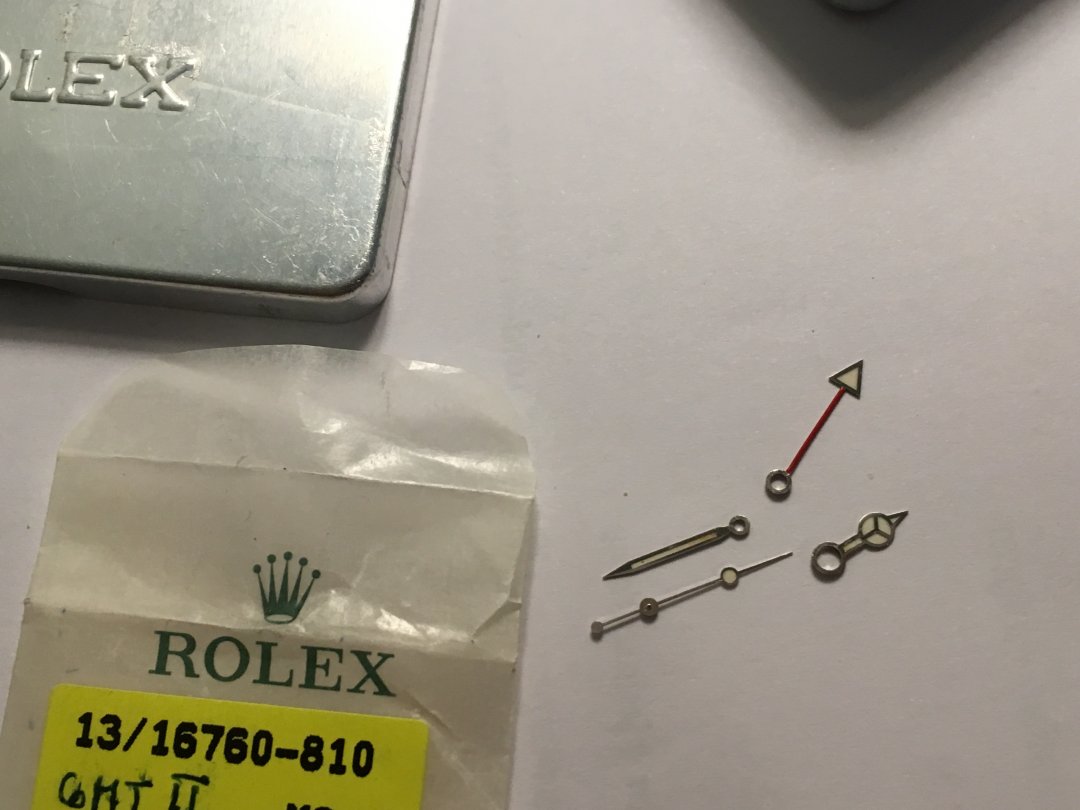 OLEX
ROLEX
13/16760-810
GMT II